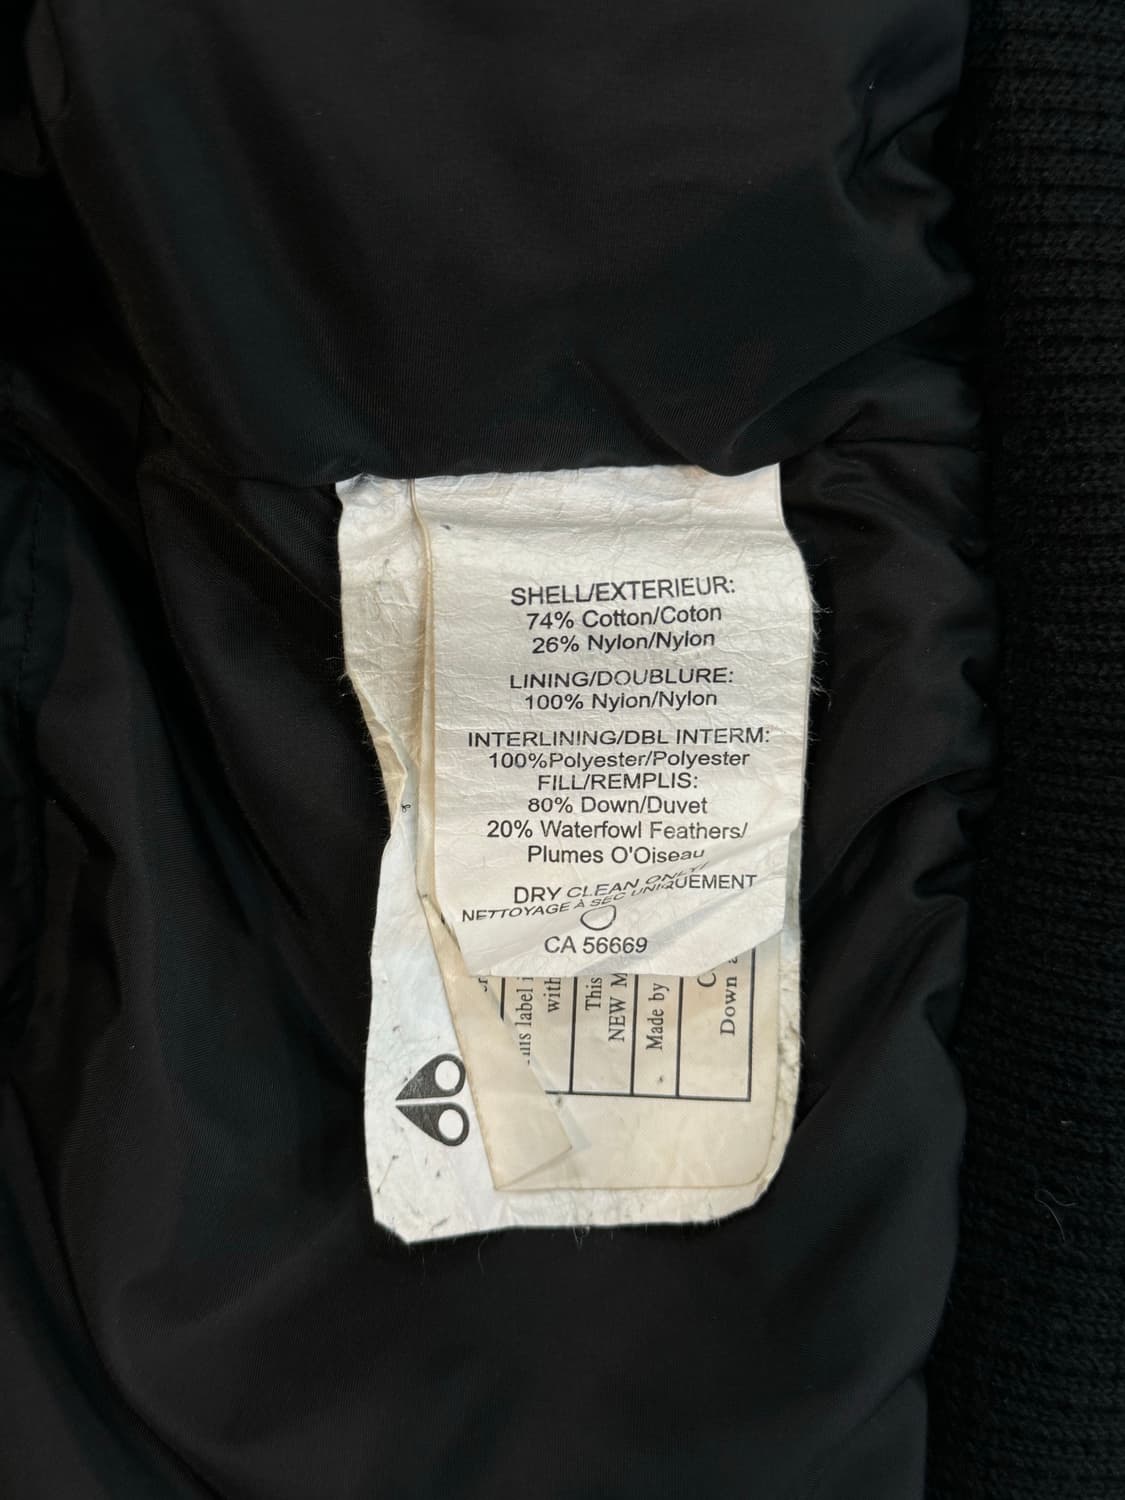 SHELL/EXTERIEUR:
74% Cotton/Coton
26% Nylon/Nylon
LINING/DOUBLURE:
100% Nylon/Nylon
INTERLINING/DBL INTERM:
100%Polyester/Polyester
FILL/REMPLIS:
80% Down/Duvet
20% Waterfowl Feathers/
Plumes O'Oiseau
DRY CLEAN ONLY/
NETTOYAGE À SEC UNIQUEMENT
CA 56669
label
with
This
NEW M
Made by
C
Down